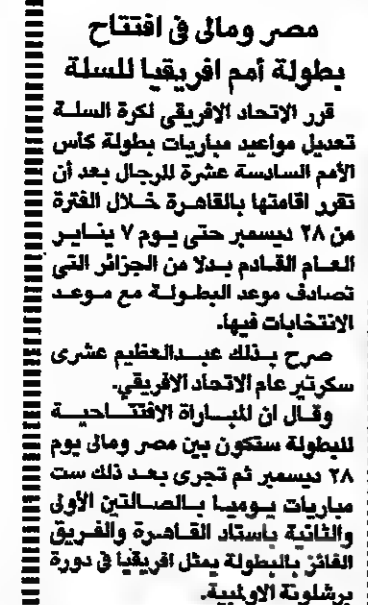 مصر ومالى فى افتتاح
بطولة أمم افريقيا للسلة
قرر الاتحاد الافريقى لكرة السلة
تعديل مواعيد مباريات بطولة كأس
الأمم السادسة عشرة للرجال بعد أن
تقرر اقامتها بالقاهرة خلال الفترة
من ٢٨ ديسمبر حتى يوم ٧ يناير
العام القادم بدلا من الجزائر التى
تصادف موعد البطولة مع موعد
الانتخابات فيها.
صرح بذلك عبدالعظيم عشرى
سكرتير عام الاتحاد الافريقي.
وقال ان المباراة الافتتاحية
للبطولة ستكون بين مصر ومالى يوم
٢٨ ديسمبر ثم تجرى بعد ذلك ست
مباريات يوميا بالصالتين الأولى
والثانية باستاد القاهرة والفريق
الفائز بالبطولة يمثل افريقيا فى دورة
برشلونة الاولمبية.